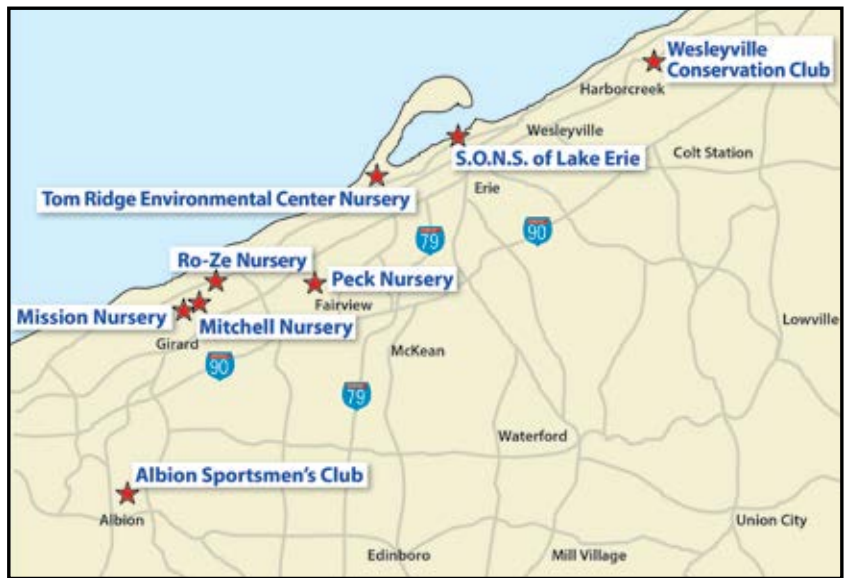 Wesleyville
Conservation Club
Harborcreek
Wesleyville
S.O.N.S. of Lake Erie
Colt Station
Tom Ridge Environmental Center Nursery
Erie
79
90
Ro-Ze Nursery
Peck Nursery
Fairview
Mission Nursery
Mitchell Nursery
Lowville
Girard
McKean
90
79
Waterford
Albion Sportsmen's Club
Albion
Union City
Edinboro
Mill Village